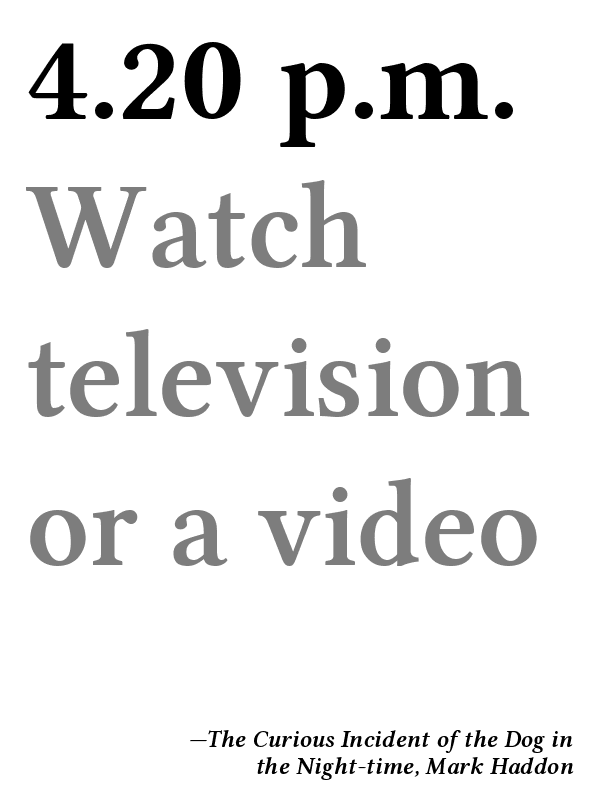 4.20 p.m.
Watch
television
or a video
—The Curious Incident of the Dog in
the Night-time, Mark Haddon